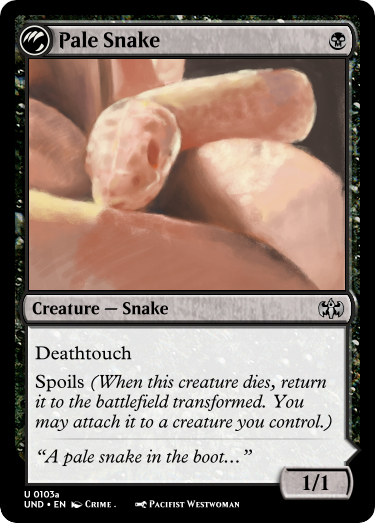 Pale Snake
Creature — Snake
Deathtouch
Spoils (When this creature dies, return
it to the battlefield transformed. You
may attach it to a creature you control.)
“A pale snake in the boot…”
1/1
U 0103a
UND • EN Crime . Pacifist Westwoman